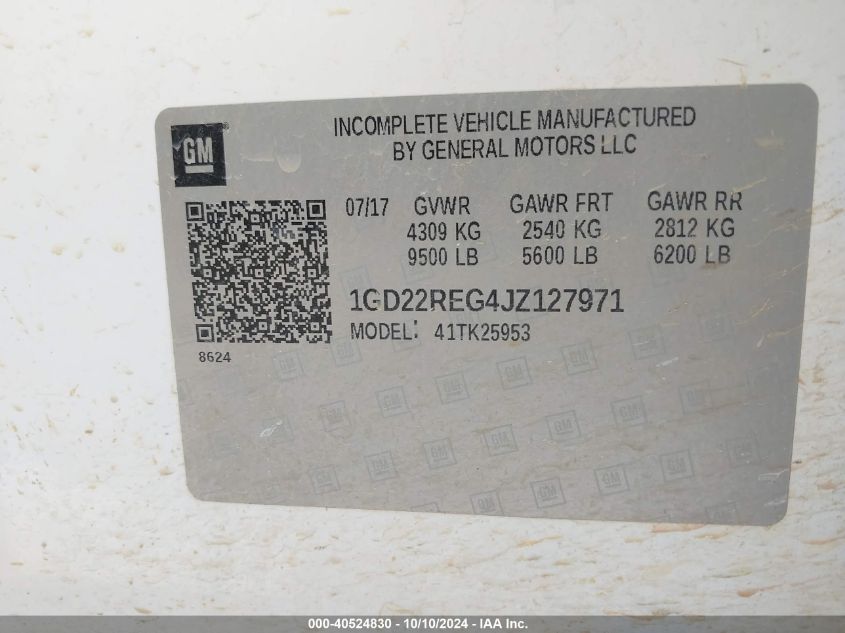 INCOMPLETE VEHICLE MANUFACTURED
BY GENERAL MOTORS LLC
GM
07/17 GVWR GAWR FRT GAWR RR
4309 KG 2540 KG 2812 KG
9500 LB 5600 LB 6200 LB
1GD22REG4JZ127971
MODEL: 41TK25953
8624
000-40524830 - 10/10/2024 - IAA Inc.